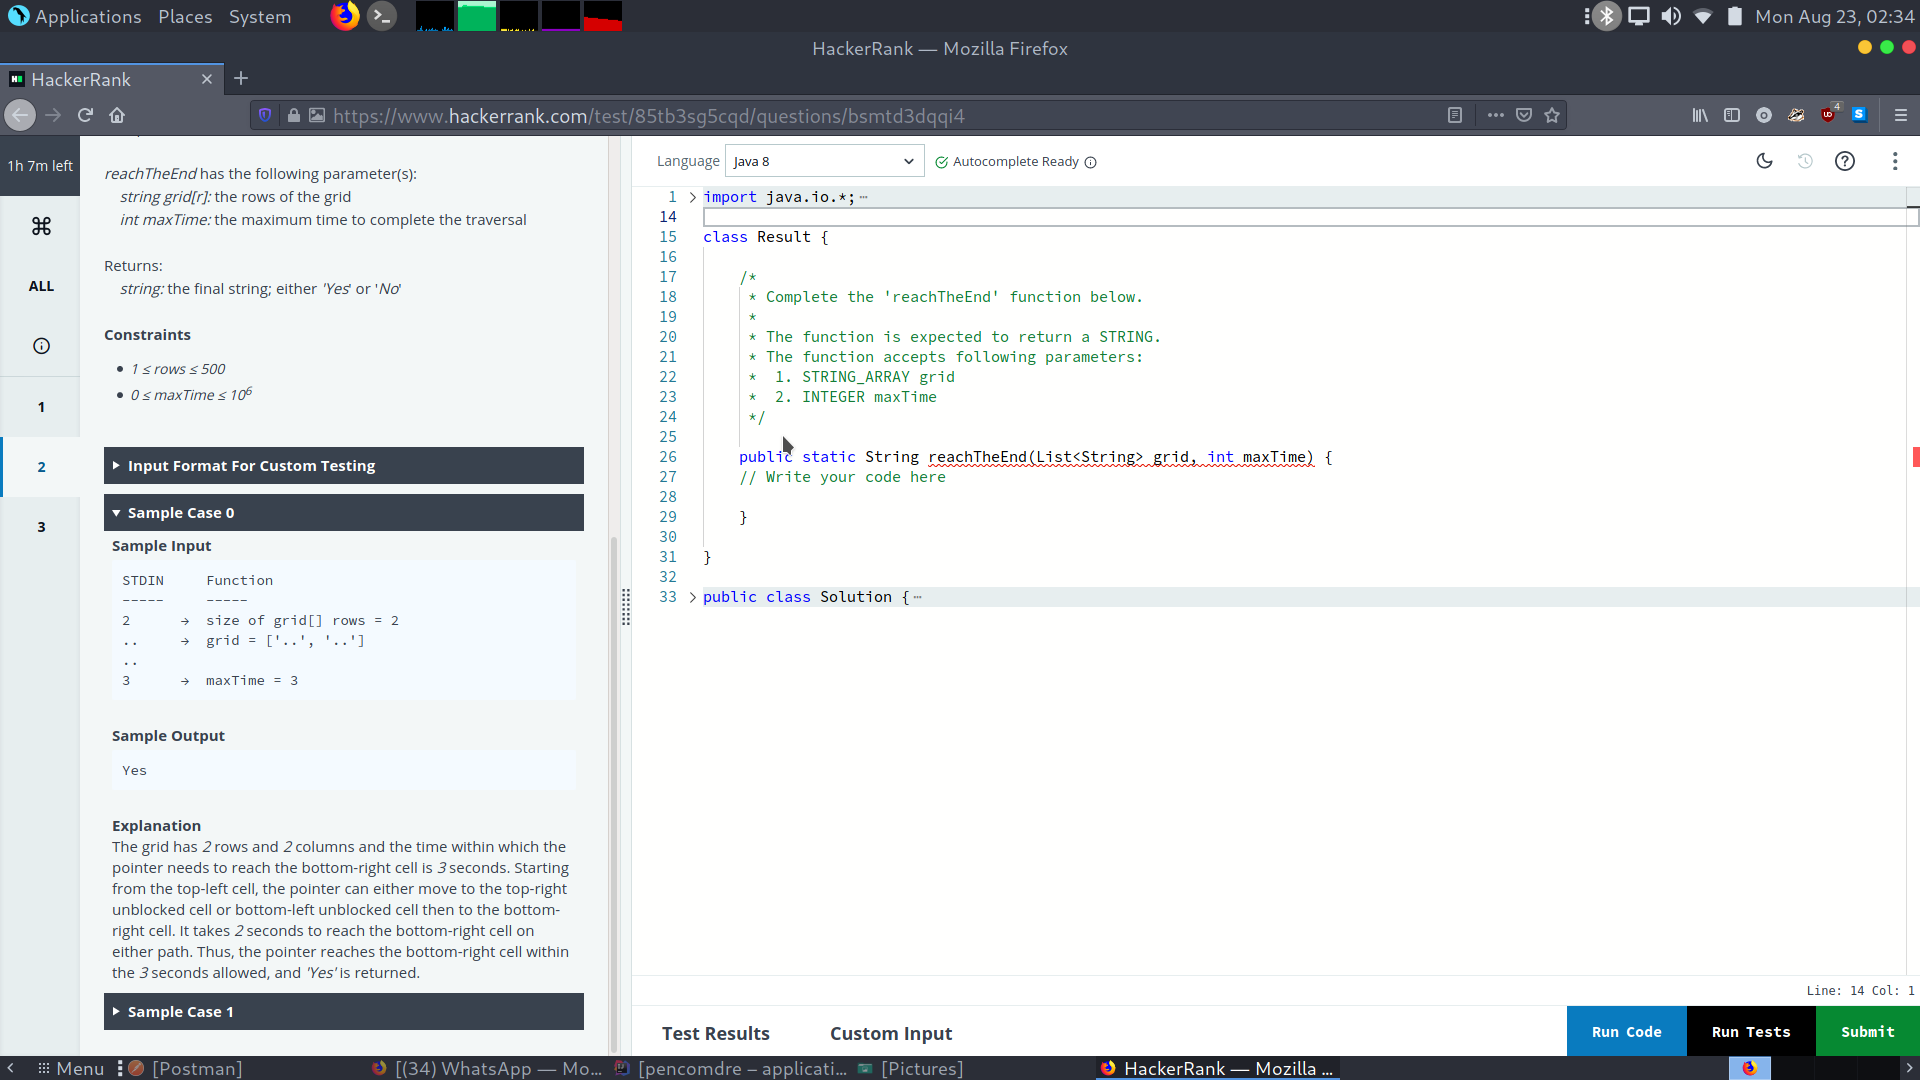 Applications Places System
Mon Aug 23, 02:34
HackerRank — Mozilla Firefox
HackerRank
https://www.hackerrank.com/test/85tb3sg5cqd/questions/bsmtd3dqqi4
4
1h 7m left
ALL
1
2
3
reachTheEnd has the following parameter(s):
string grid[r]: the rows of the grid
int maxTime: the maximum time to complete the traversal
Returns:
string: the final string; either 'Yes' or 'No'
Constraints
• 1 ≤ rows ≤ 500
• 0 ≤ maxTime ≤ 10⁶
Input Format For Custom Testing
Sample Case 0
Sample Input
STDIN Function
----- -----
2 → size of grid[] rows = 2
.. → grid = ['..', '..']
..
3 → maxTime = 3
Sample Output
Yes
Explanation
The grid has 2 rows and 2 columns and the time within which the
pointer needs to reach the bottom-right cell is 3 seconds. Starting
from the top-left cell, the pointer can either move to the top-right
unblocked cell or bottom-left unblocked cell then to the bottom-
right cell. It takes 2 seconds to reach the bottom-right cell on
either path. Thus, the pointer reaches the bottom-right cell within
the 3 seconds allowed, and 'Yes' is returned.
Sample Case 1
Language Java 8 Autocomplete Ready
1 import java.io.*;
14
15 class Result {
16
17 /*
18 * Complete the 'reachTheEnd' function below.
19 *
20 * The function is expected to return a STRING.
21 * The function accepts following parameters:
22 * 1. STRING_ARRAY grid
23 * 2. INTEGER maxTime
24 */
25
26 public static String reachTheEnd(List<String> grid, int maxTime) {
27 // Write your code here
28
29 }
30
31 }
32
33 public class Solution {
Line: 14 Col: 1
Test Results Custom Input Run Code Run Tests Submit
Menu [Postman] [(34) WhatsApp — Mo... [pencomdre – applicati... [Pictures] HackerRank — Mozilla ...